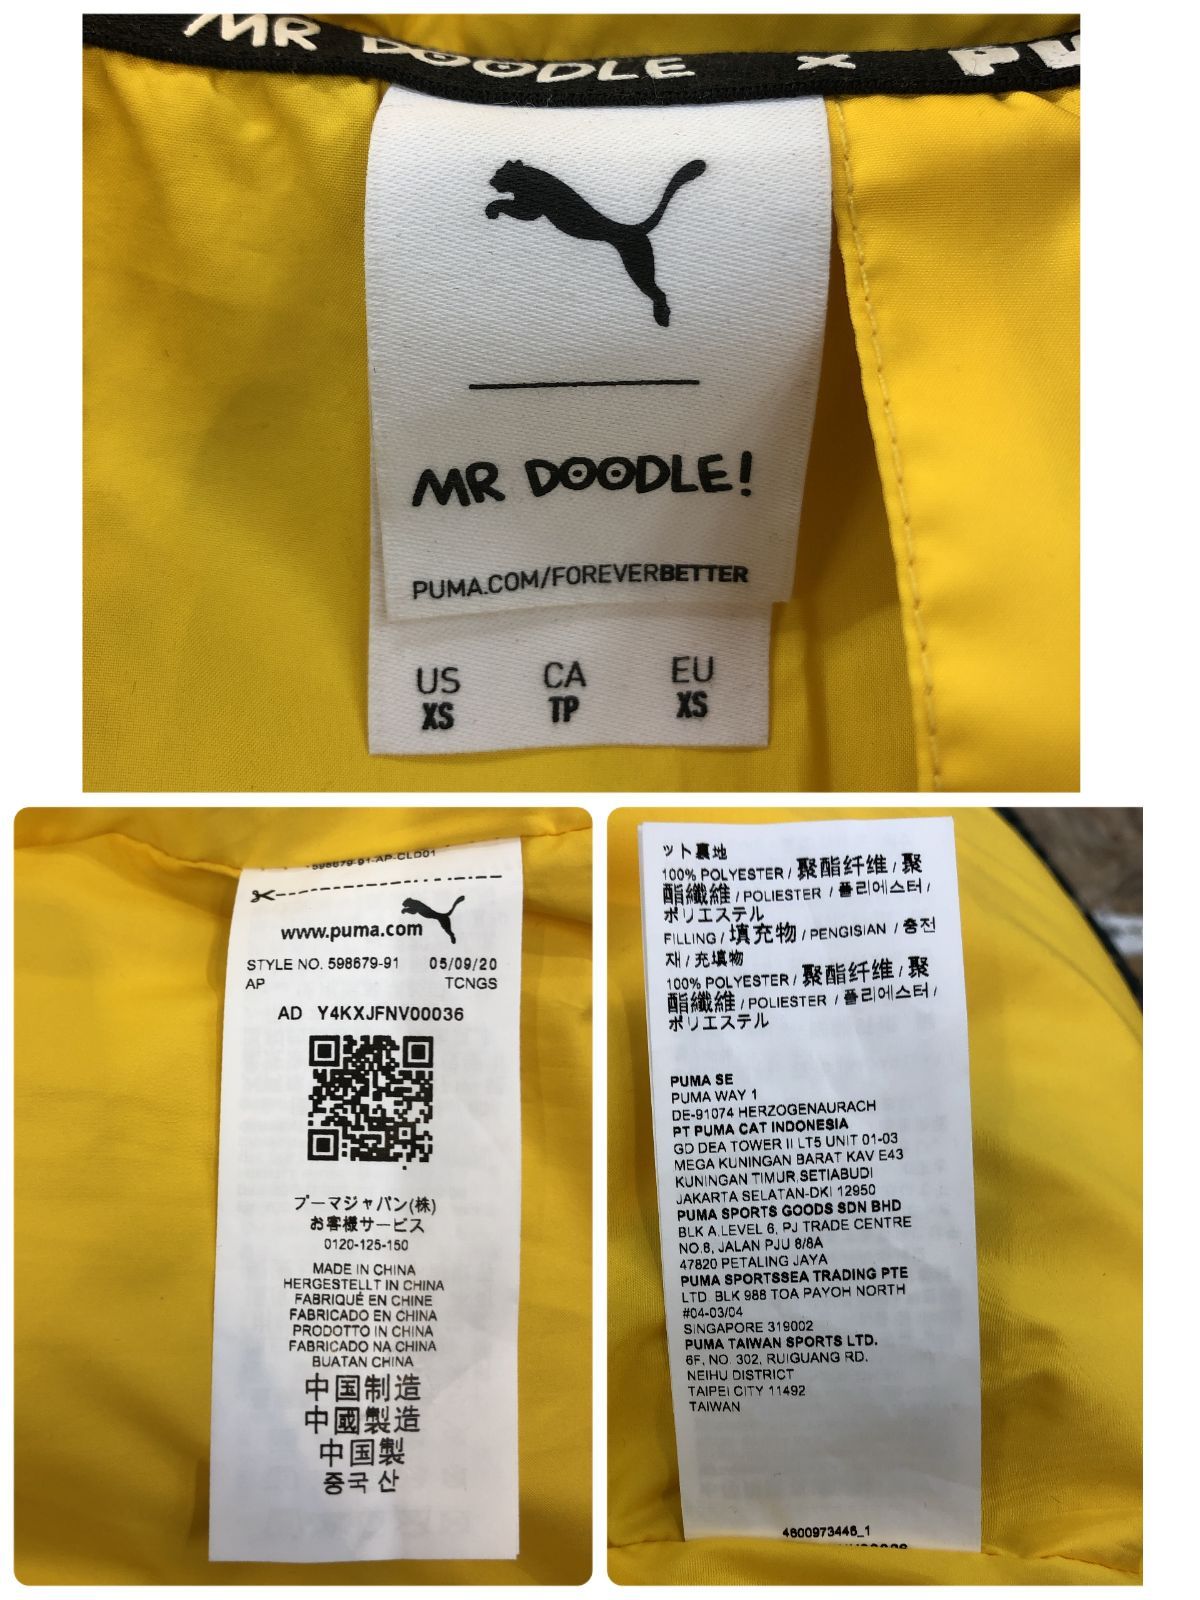 MR DOODLE x PU
MR DOODLE!
PUMA.COM/FOREVERBETTER
US CA EU
XS TP XS
598679-91-AP-CLD01
www.puma.com
STYLE NO. 598679-91 05/09/20
AP TCNGS
AD Y4KXJFNV00036
プーマジャパン(株)
お客様サービス
0120-125-150
MADE IN CHINA
HERGESTELLT IN CHINA
FABRIQUÉ EN CHINE
FABRICADO EN CHINA
PRODOTTO IN CHINA
FABRICADO NA CHINA
BUATAN CHINA
中国制造
中國製造
中国製
중국 산
ット裏地
100% POLYESTER / 聚酯纤维 / 聚
酯纖維 / POLIESTER / 폴리에스터 /
ポリエステル
FILLING / 填充物 / PENGISIAN / 충전
재 / 充填物
100% POLYESTER / 聚酯纤维 / 聚
酯纖維 / POLIESTER / 폴리에스터 /
ポリエステル
PUMA SE
PUMA WAY 1
DE-91074 HERZOGENAURACH
PT PUMA CAT INDONESIA
GD DEA TOWER II LT5 UNIT 01-03
MEGA KUNINGAN BARAT KAV E43
KUNINGAN TIMUR.SETIABUDI
JAKARTA SELATAN-DKI 12950
PUMA SPORTS GOODS SDN BHD
BLK A.LEVEL 6, PJ TRADE CENTRE
NO.8, JALAN PJU 8/8A
47820 PETALING JAYA
PUMA SPORTSSEA TRADING PTE
LTD. BLK 988 TOA PAYOH NORTH
#04-03/04
SINGAPORE 319002
PUMA TAIWAN SPORTS LTD.
6F, NO. 302, RUIGUANG RD.
NEIHU DISTRICT
TAIPEI CITY 11492
TAIWAN
4600973446_1